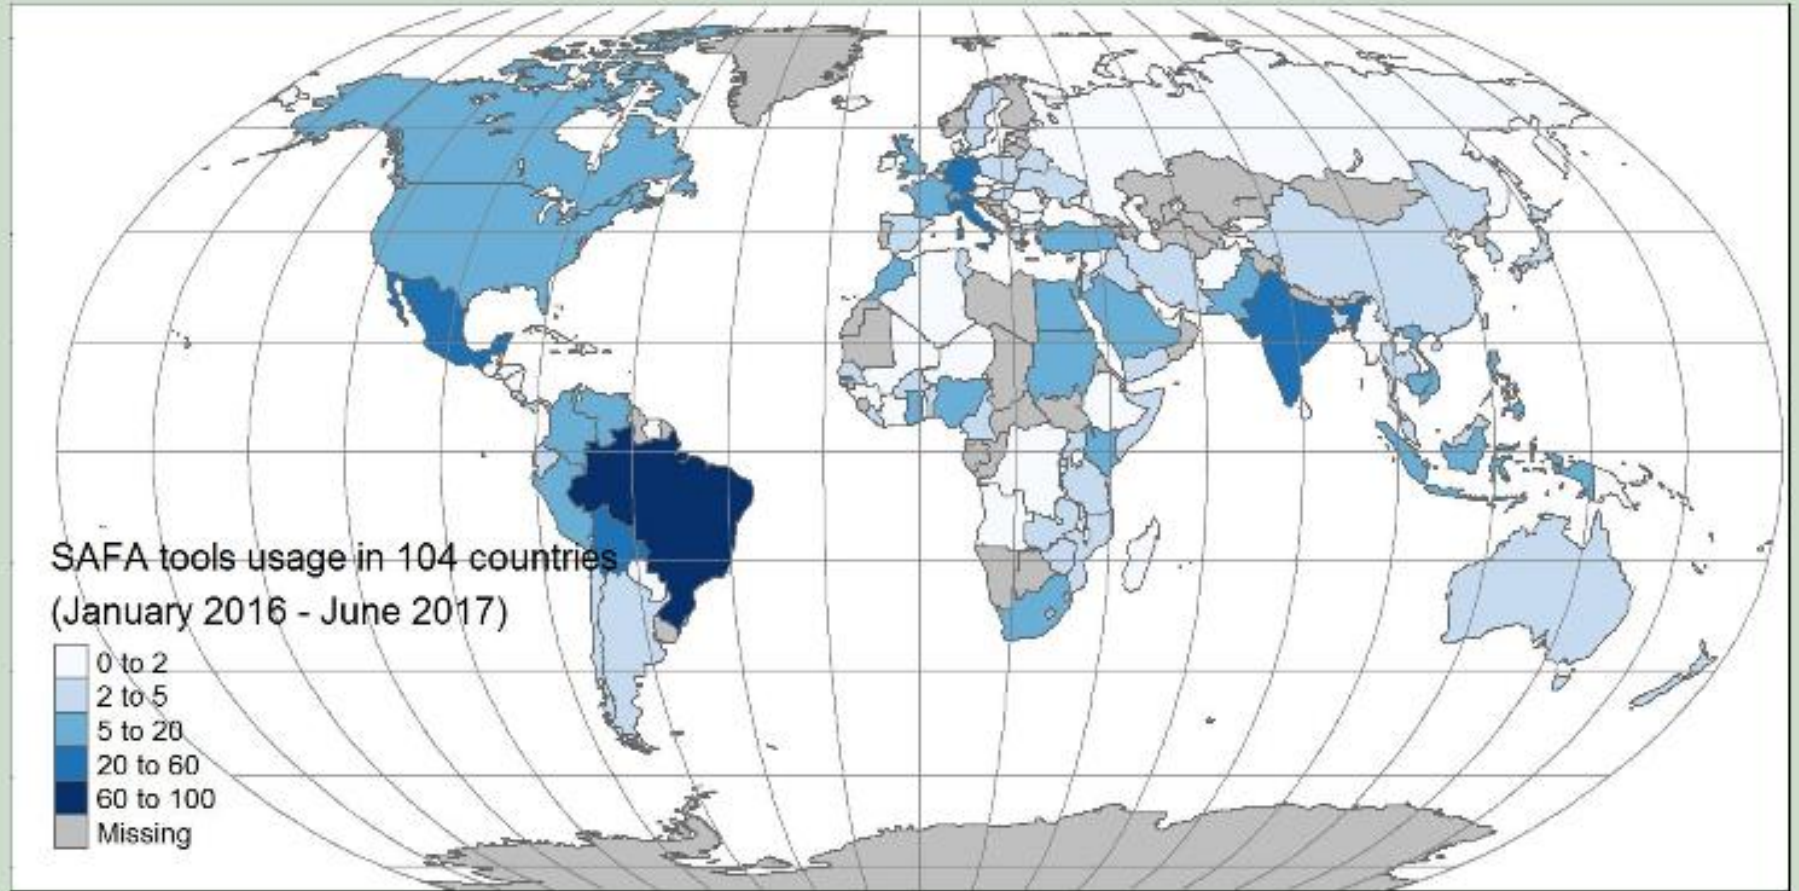 SAFA tools usage in 104 countries
(January 2016 - June 2017)
0 to 2
2 to 5
5 to 20
20 to 60
60 to 100
Missing